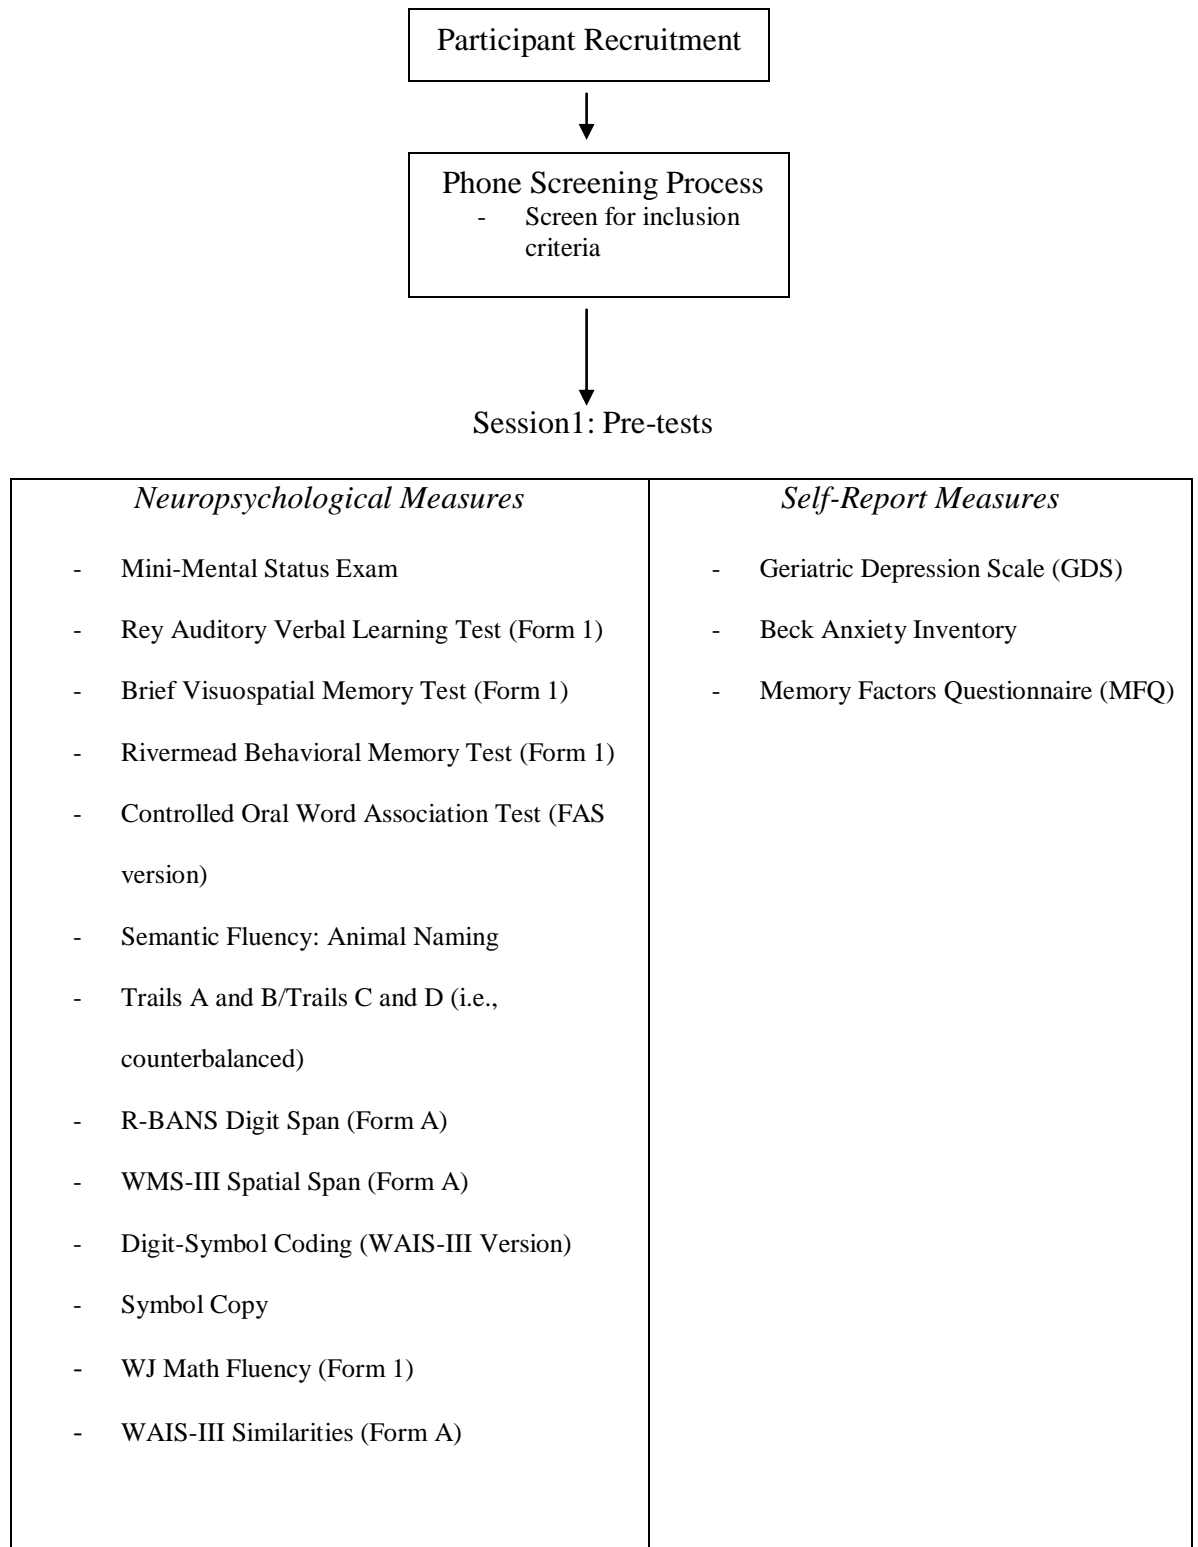 Participant Recruitment
Phone Screening Process
- Screen for inclusion
criteria
Session1: Pre-tests
Neuropsychological Measures
- Mini-Mental Status Exam
- Rey Auditory Verbal Learning Test (Form 1)
- Brief Visuospatial Memory Test (Form 1)
- Rivermead Behavioral Memory Test (Form 1)
- Controlled Oral Word Association Test (FAS
version)
- Semantic Fluency: Animal Naming
- Trails A and B/Trails C and D (i.e.,
counterbalanced)
- R-BANS Digit Span (Form A)
- WMS-III Spatial Span (Form A)
- Digit-Symbol Coding (WAIS-III Version)
- Symbol Copy
- WJ Math Fluency (Form 1)
- WAIS-III Similarities (Form A)
Self-Report Measures
- Geriatric Depression Scale (GDS)
- Beck Anxiety Inventory
- Memory Factors Questionnaire (MFQ)